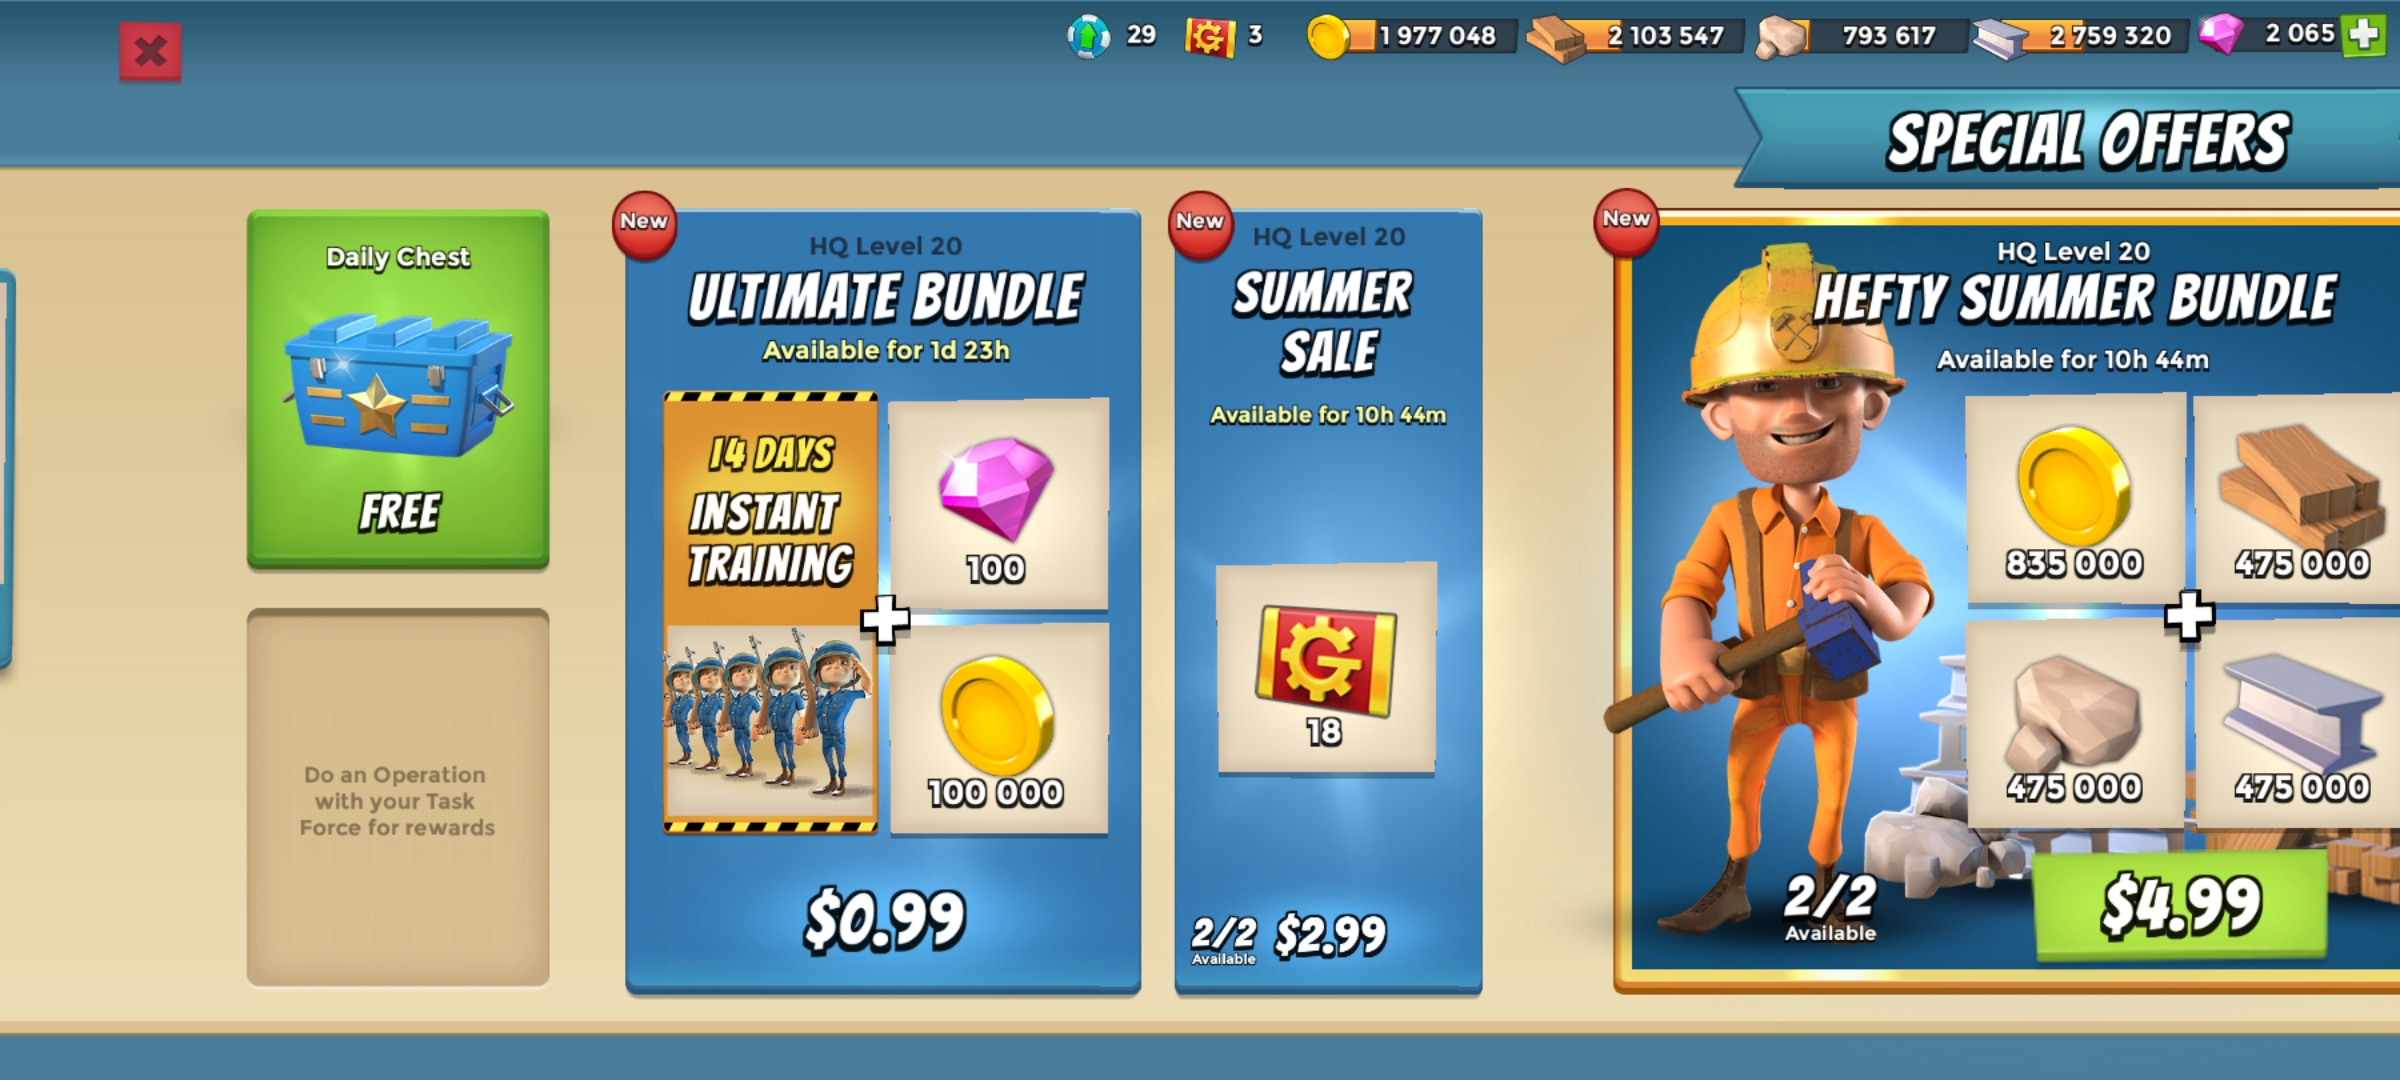 29
3
1 977 048
2 103 547
793 617
2 759 320
2 065
SPECIAL OFFERS
Daily Chest
FREE
Do an Operation
with your Task
Force for rewards
New
HQ Level 20
ULTIMATE BUNDLE
Available for 1d 23h
14 DAYS
INSTANT
TRAINING
100
100 000
$0.99
New
HQ Level 20
SUMMER
SALE
Available for 10h 44m
G
18
2/2
Available
$2.99
New
HQ Level 20
HEFTY SUMMER BUNDLE
Available for 10h 44m
835 000
475 000
475 000
475 000
2/2
Available
$4.99